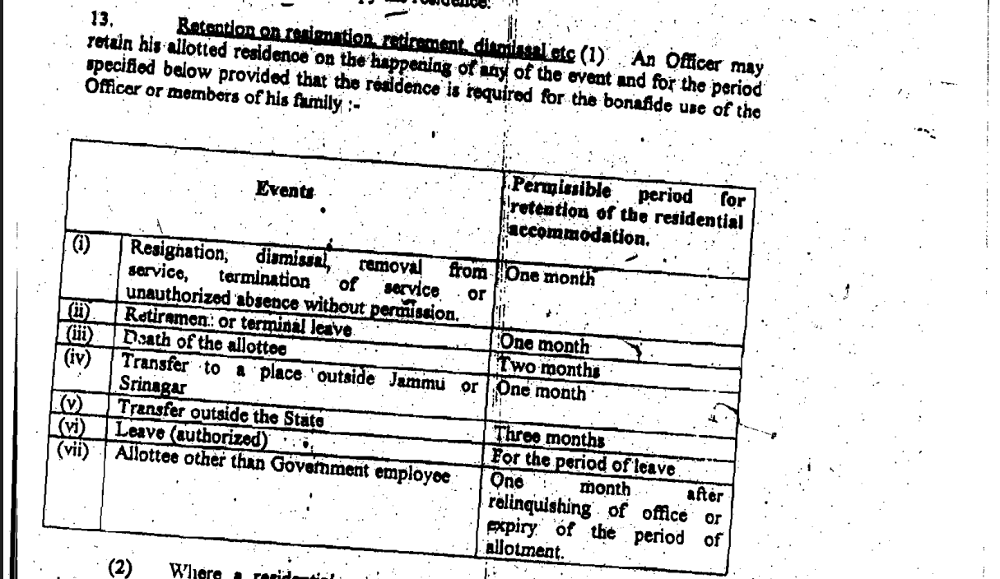 residence.
13. Retention on resignation, retirement, dismissal etc (1) An Officer may
retain his allotted residence on the happening of any of the event and for the period
specified below provided that the residence is required for the bonafide use of the
Officer or members of his family :-
Events
Permissible period for
retention of the residential
accommodation.
(i) Resignation, dismissal, removal from
service, termination of service or
unauthorized absence without permission.
One month
(ii) Retirement or terminal leave
One month
(iii) Death of the allottee
Two months
(iv) Transfer to a place outside Jammu or
Srinagar
One month
(v) Transfer outside the State
Three months
(vi) Leave (authorized)
For the period of leave
(vii) Allottee other than Government employee
One month after
relinquishing of office or
expiry of the period of
allotment.
(2) Where a residential